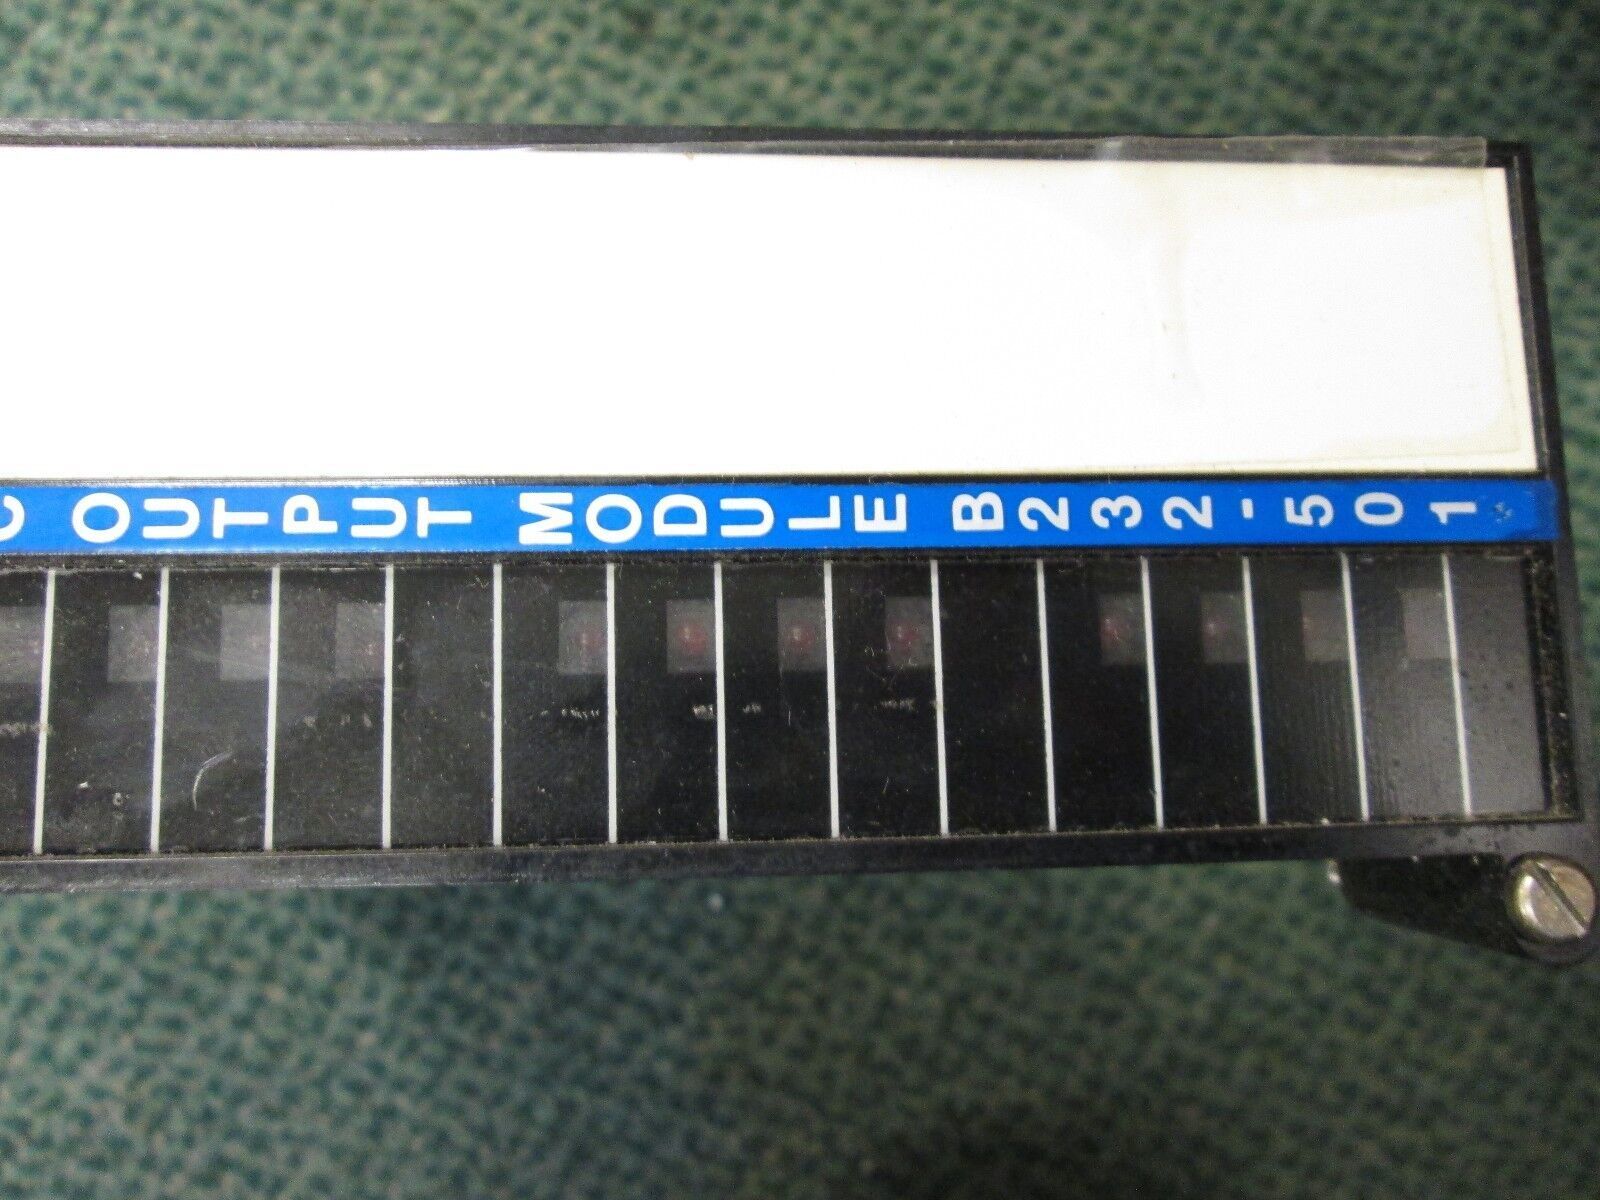 C OUTPUT MODULE B232-501